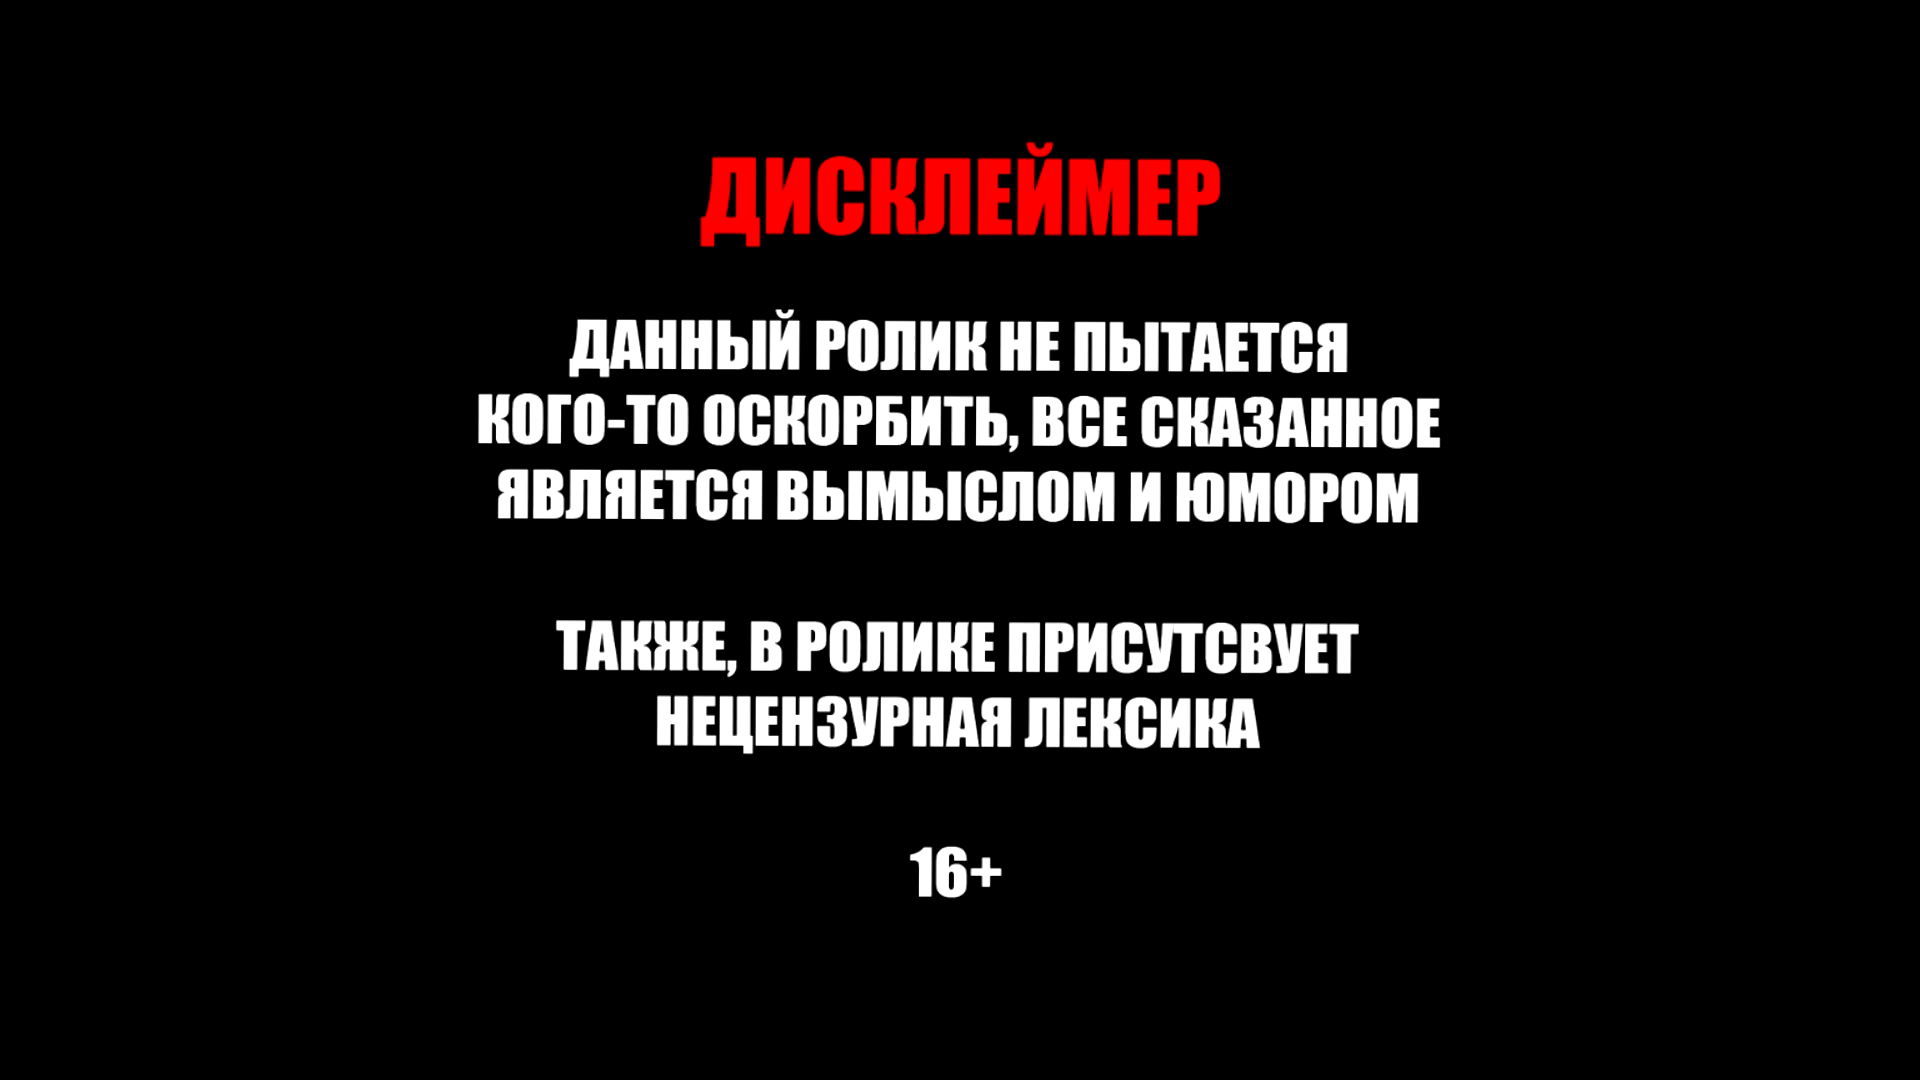 ДИСКЛЕЙМЕР
ДАННЫЙ РОЛИК НЕ ПЫТАЕТСЯ
КОГО-ТО ОСКОРБИТЬ, ВСЕ СКАЗАННОЕ
ЯВЛЯЕТСЯ ВЫМЫСЛОМ И ЮМОРОМ
ТАКЖЕ, В РОЛИКЕ ПРИСУТСВУЕТ
НЕЦЕНЗУРНАЯ ЛЕКСИКА
16+